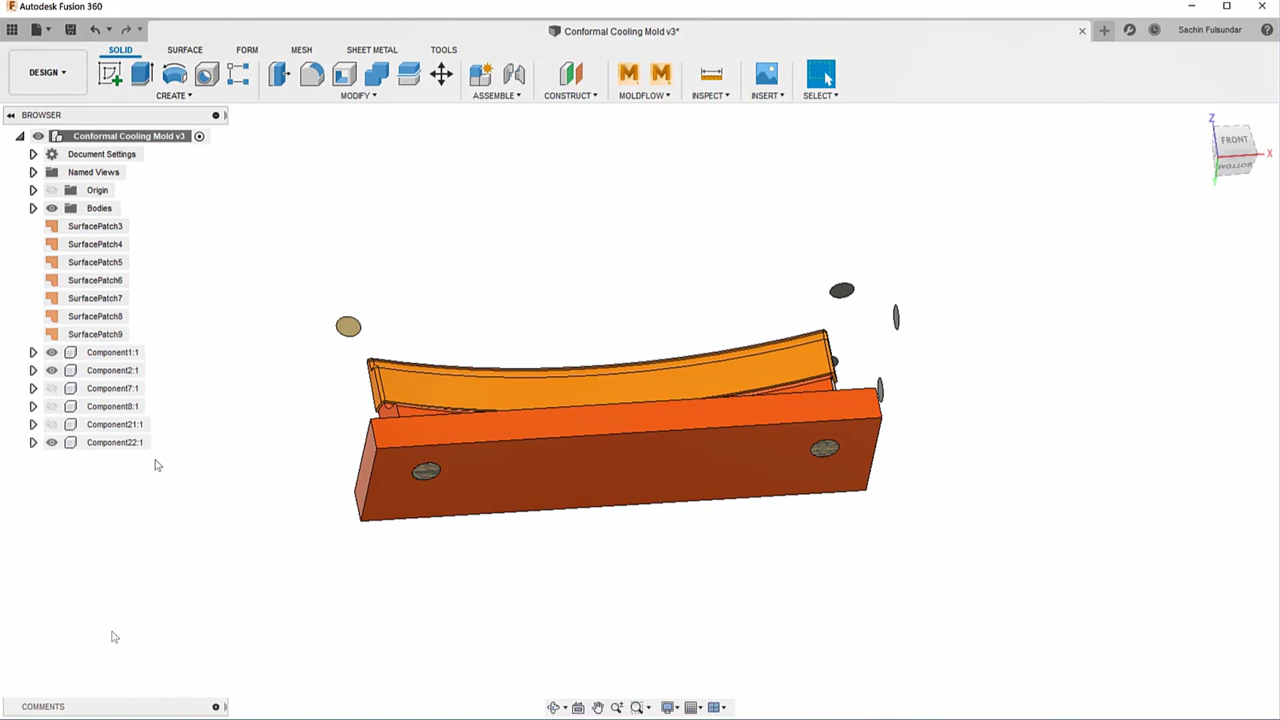 Autodesk Fusion 360
Conformal Cooling Mold v3*
Sachin Fulsundar
SOLID SURFACE FORM MESH SHEET METAL TOOLS
DESIGN
CREATE MODIFY ASSEMBLE CONSTRUCT MOLDFLOW INSPECT INSERT SELECT
BROWSER
Conformal Cooling Mold v3
Document Settings
Named Views
Origin
Bodies
SurfacePatch3
SurfacePatch4
SurfacePatch5
SurfacePatch6
SurfacePatch7
SurfacePatch8
SurfacePatch9
Component1:1
Component2:1
Component7:1
Component8:1
Component21:1
Component22:1
Z
FRONT
X
BOTTOM
Y
COMMENTS